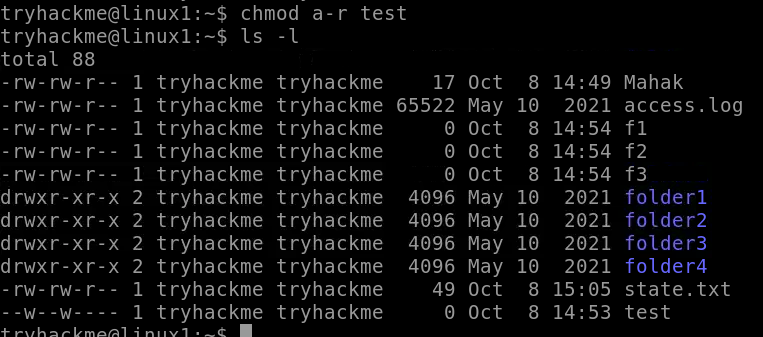 tryhackme@linux1:~$ chmod a-r test
tryhackme@linux1:~$ ls -l
total 88
-rw-rw-r-- 1 tryhackme tryhackme    17 Oct  8 14:49 Mahak
-rw-rw-r-- 1 tryhackme tryhackme 65522 May 10  2021 access.log
-rw-rw-r-- 1 tryhackme tryhackme     0 Oct  8 14:54 f1
-rw-rw-r-- 1 tryhackme tryhackme     0 Oct  8 14:54 f2
-rw-rw-r-- 1 tryhackme tryhackme     0 Oct  8 14:54 f3
drwxr-xr-x 2 tryhackme tryhackme  4096 May 10  2021 folder1
drwxr-xr-x 2 tryhackme tryhackme  4096 May 10  2021 folder2
drwxr-xr-x 2 tryhackme tryhackme  4096 May 10  2021 folder3
drwxr-xr-x 2 tryhackme tryhackme  4096 May 10  2021 folder4
-rw-rw-r-- 1 tryhackme tryhackme    49 Oct  8 15:05 state.txt
--w--w---- 1 tryhackme tryhackme     0 Oct  8 14:53 test
tryhackme@linux1:~$